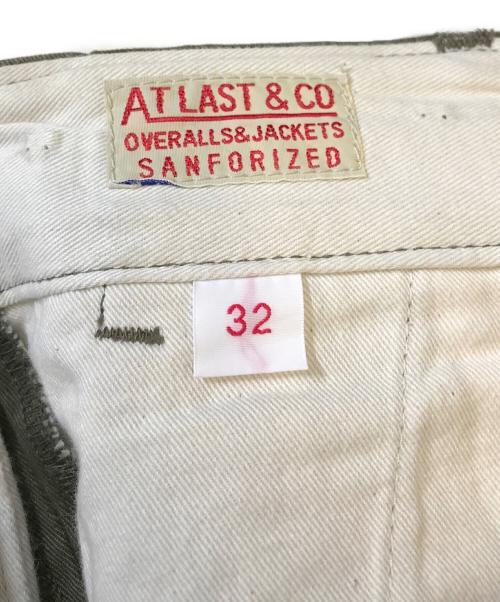 AT LAST & CO
OVERALLS&JACKETS
SANFORIZED
32